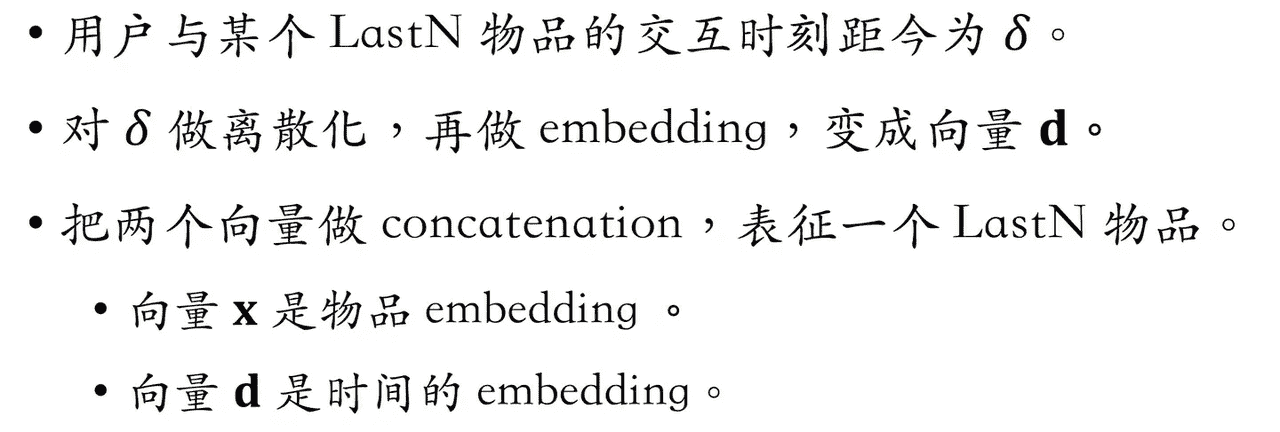 • 用户与某个 LastN 物品的交互时刻距今为 δ。
• 对 δ 做离散化，再做 embedding，变成向量 d。
• 把两个向量做 concatenation，表征一个 LastN 物品。
• 向量 x 是物品 embedding 。
• 向量 d 是时间的 embedding。